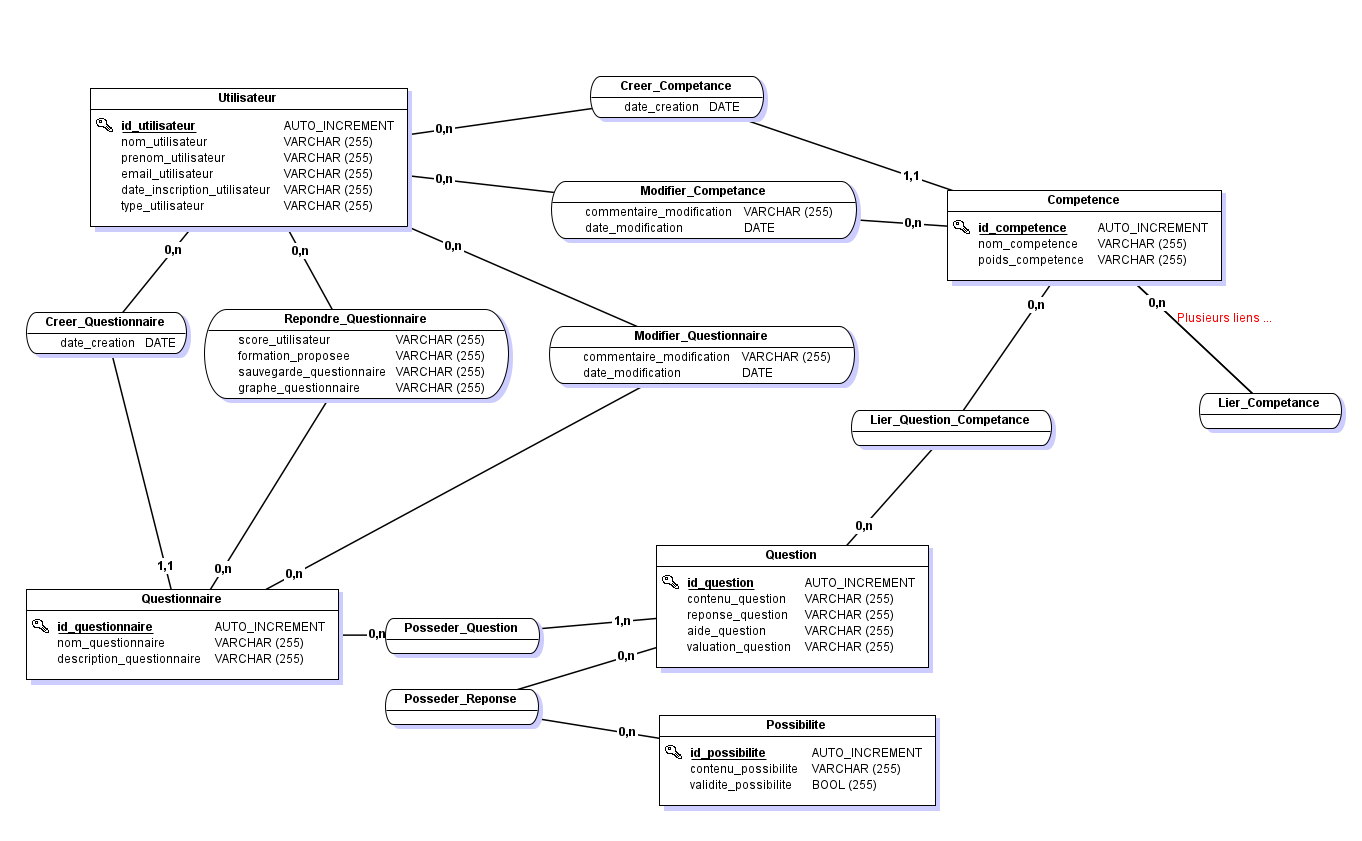 Creer_Competance
date_creation DATE
Utilisateur
id_utilisateur AUTO_INCREMENT
nom_utilisateur VARCHAR (255)
prenom_utilisateur VARCHAR (255)
email_utilisateur VARCHAR (255)
date_inscription_utilisateur VARCHAR (255)
type_utilisateur VARCHAR (255)
0,n
0,n
1,1
Modifier_Competance
commentaire_modification VARCHAR (255)
date_modification DATE
0,n
Competence
id_competence AUTO_INCREMENT
nom_competence VARCHAR (255)
poids_competence VARCHAR (255)
0,n
0,n
0,n
0,n
0,n
Plusieurs liens ...
Creer_Questionnaire
date_creation DATE
Repondre_Questionnaire
score_utilisateur VARCHAR (255)
formation_proposee VARCHAR (255)
sauvegarde_questionnaire VARCHAR (255)
graphe_questionnaire VARCHAR (255)
Modifier_Questionnaire
commentaire_modification VARCHAR (255)
date_modification DATE
Lier_Competance
Lier_Question_Competance
0,n
1,1
0,n
0,n
Question
id_question AUTO_INCREMENT
contenu_question VARCHAR (255)
reponse_question VARCHAR (255)
aide_question VARCHAR (255)
valuation_question VARCHAR (255)
Questionnaire
id_questionnaire AUTO_INCREMENT
nom_questionnaire VARCHAR (255)
description_questionnaire VARCHAR (255)
0,n
Posseder_Question
1,n
0,n
Posseder_Reponse
0,n
Possibilite
id_possibilite AUTO_INCREMENT
contenu_possibilite VARCHAR (255)
validite_possibilite BOOL (255)